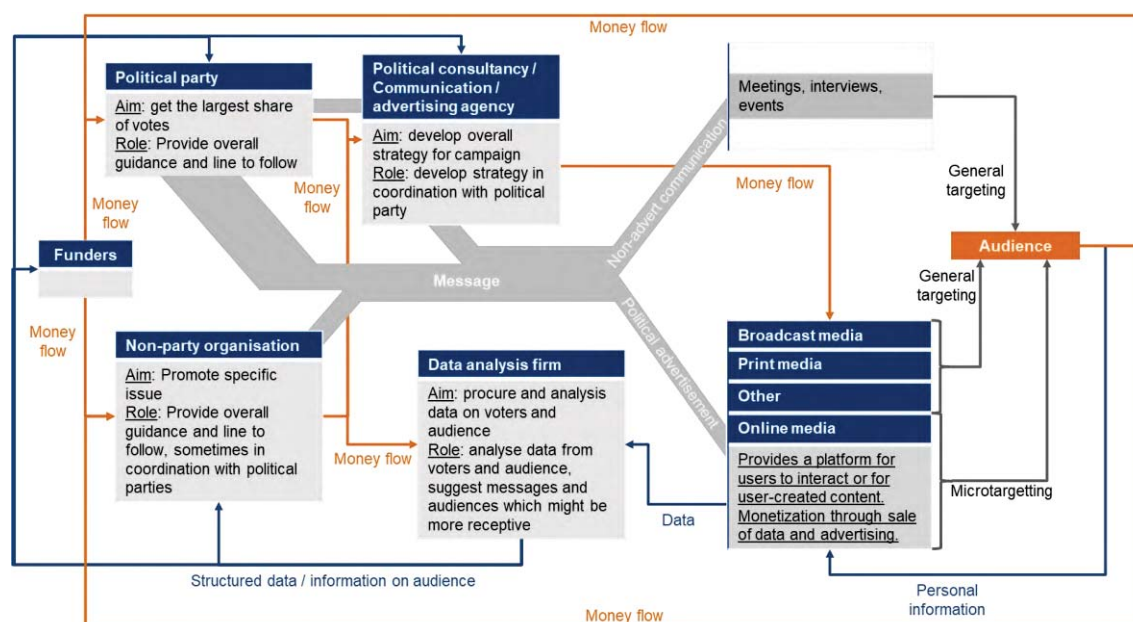 Money flow
Political party
Aim: get the largest share
of votes
Role: Provide overall
guidance and line to follow
Political consultancy /
Communication /
advertising agency
Aim: develop overall
strategy for campaign
Role: develop strategy in
coordination with political
party
Meetings, interviews,
events
Non-advert communication
General
targeting
Money flow
Money
flow
Money
flow
Funders
Message
Audience
General
targeting
Money
flow
Political advertisement
Non-party organisation
Aim: Promote specific
issue
Role: Provide overall
guidance and line to
follow, sometimes in
coordination with political
parties
Money flow
Data analysis firm
Aim: procure and analysis
data on voters and
audience
Role: analyse data from
voters and audience,
suggest messages and
audiences which might be
more receptive
Broadcast media
Print media
Other
Online media
Provides a platform for
users to interact or for
user-created content.
Monetization through sale
of data and advertising.
Microtargetting
Data
Structured data / information on audience
Personal
information
Money flow